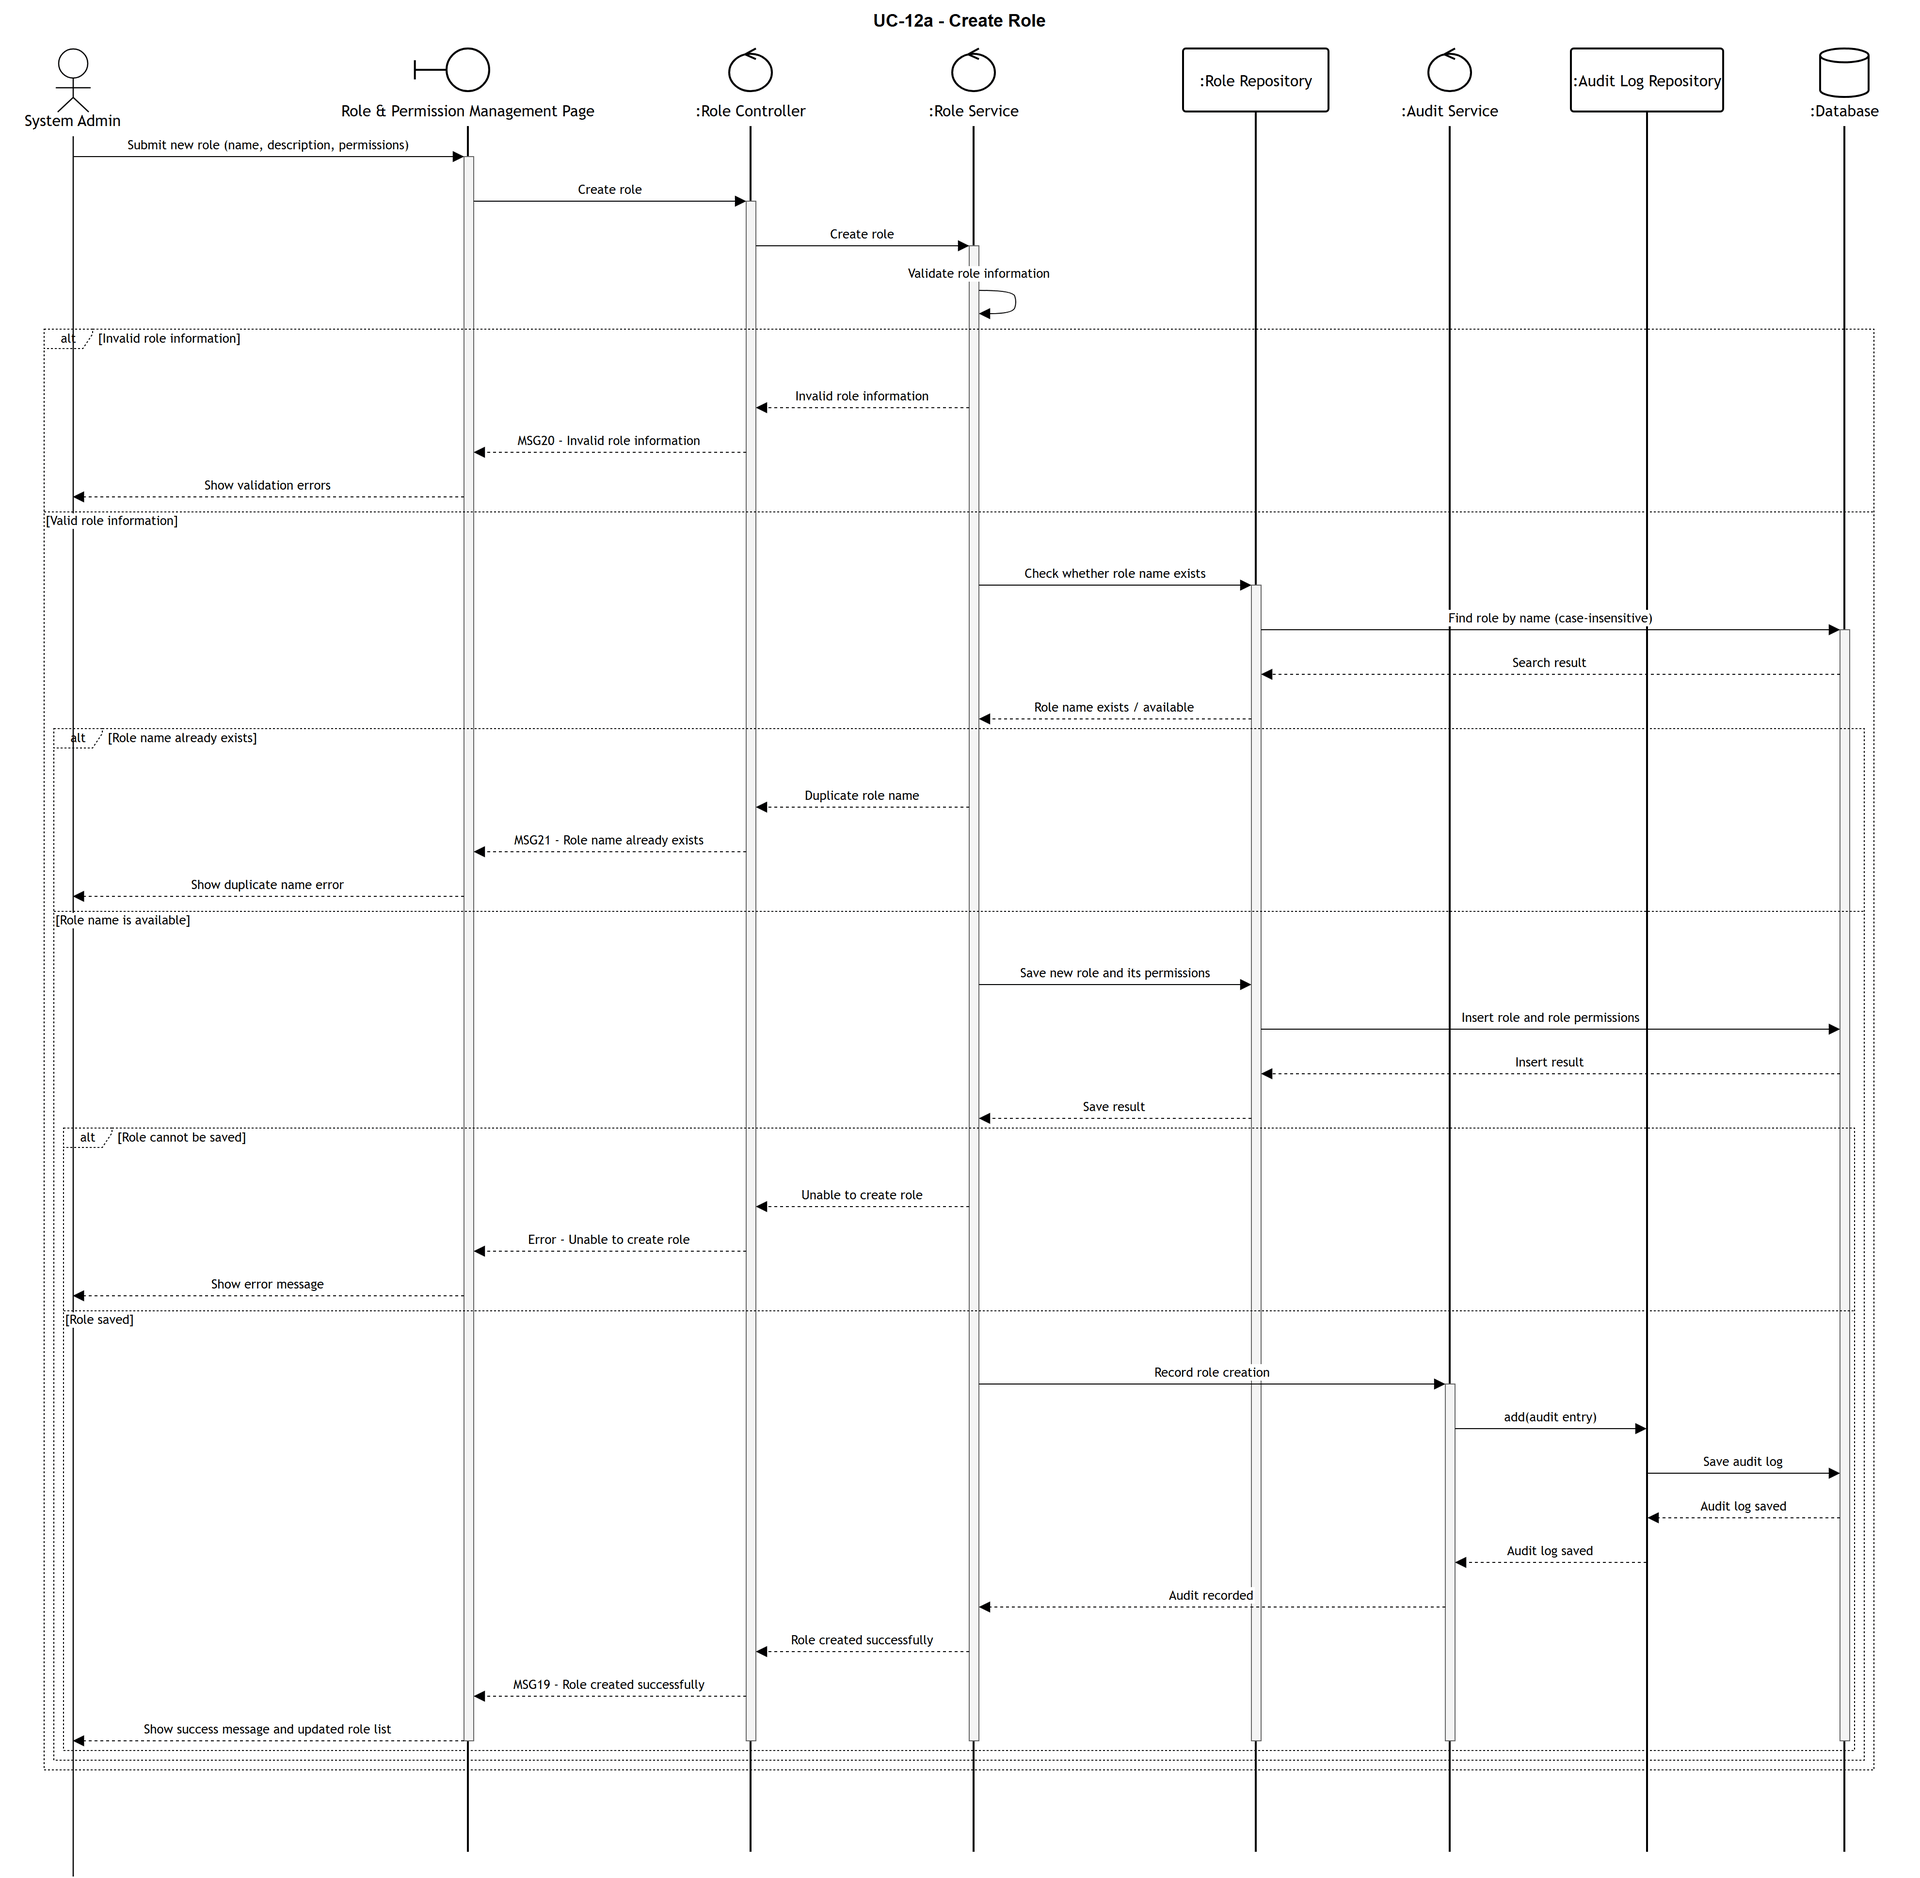 UC-12a - Create Role
System Admin
Role & Permission Management Page
:Role Controller
:Role Service
:Role Repository
:Audit Service
:Audit Log Repository
:Database
Submit new role (name, description, permissions)
Create role
Create role
Validate role information
alt
[Invalid role information]
Invalid role information
MSG20 - Invalid role information
Show validation errors
[Valid role information]
Check whether role name exists
Find role by name (case-insensitive)
Search result
Role name exists / available
alt
[Role name already exists]
Duplicate role name
MSG21 - Role name already exists
Show duplicate name error
[Role name is available]
Save new role and its permissions
Insert role and role permissions
Insert result
Save result
alt
[Role cannot be saved]
Unable to create role
Error - Unable to create role
Show error message
[Role saved]
Record role creation
add(audit entry)
Save audit log
Audit log saved
Audit log saved
Audit recorded
Role created successfully
MSG19 - Role created successfully
Show success message and updated role list